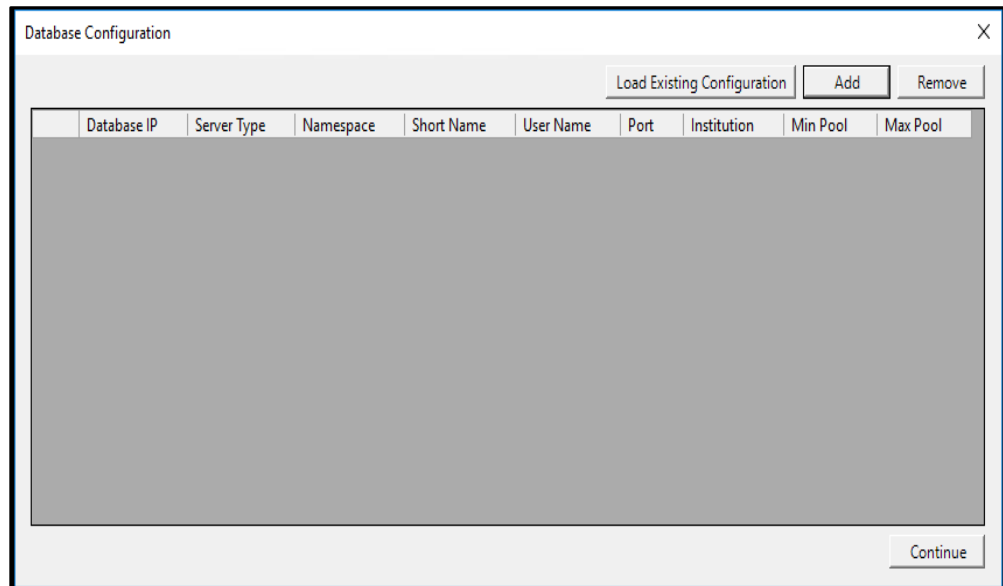 Database Configuration
Load Existing Configuration Add Remove
Database IP Server Type Namespace Short Name User Name Port Institution Min Pool Max Pool
Continue